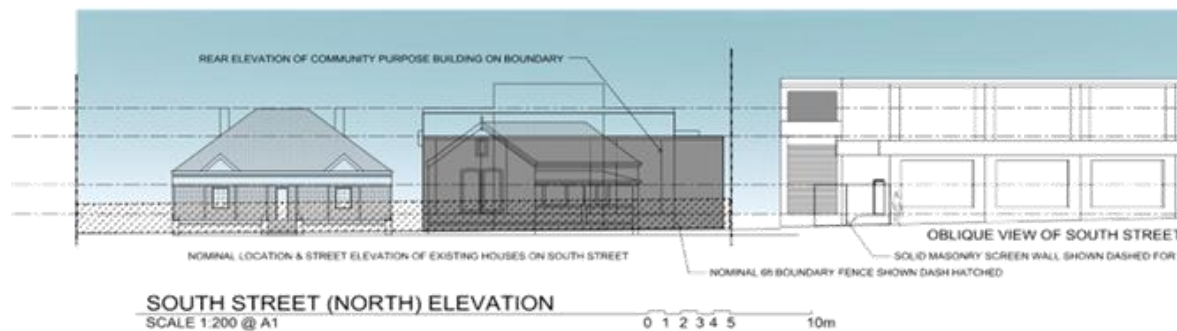 REAR ELEVATION OF COMMUNITY PURPOSE BUILDING ON BOUNDARY
OBLIQUE VIEW OF SOUTH STREET
NOMINAL LOCATION & STREET ELEVATION OF EXISTING HOUSES ON SOUTH STREET
SOLID MASONRY SCREEN WALL SHOWN DASHED FOR
NOMINAL 6ft BOUNDARY FENCE SHOWN DASH HATCHED
SOUTH STREET (NORTH) ELEVATION
SCALE 1:200 @ A1
0 1 2 3 4 5 10m